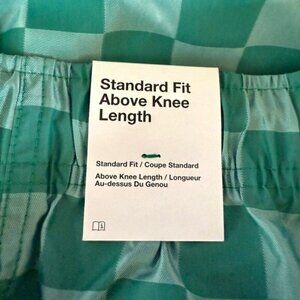 Standard Fit
Above Knee
Length
Standard Fit / Coupe Standard
Above Knee Length / Longueur
Au-dessus Du Genou